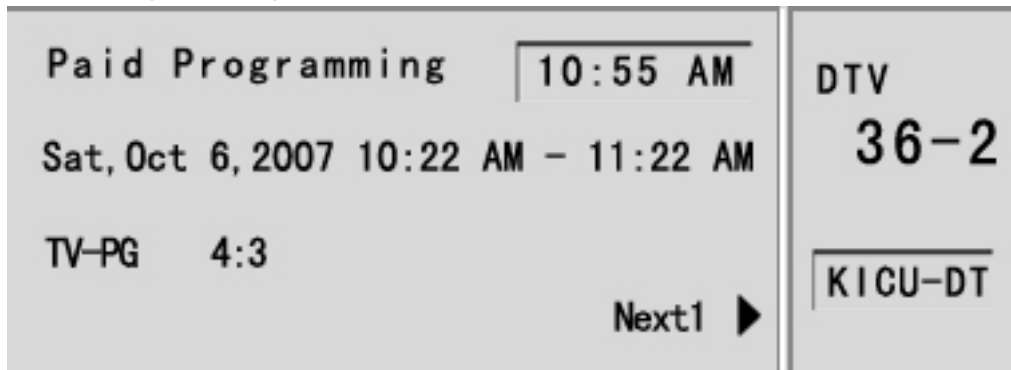 Paid Programming
10:55 AM
Sat,Oct 6,2007 10:22 AM – 11:22 AM
TV-PG 4:3
Next1 ▶
DTV
36-2
KICU-DT